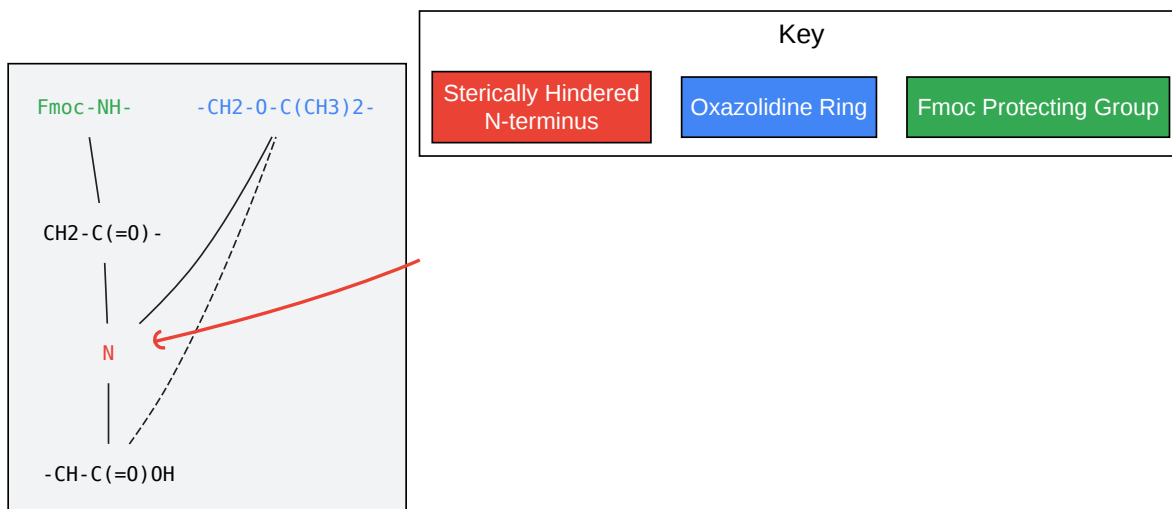 Key
Sterically Hindered
N-terminus
Oxazolidine Ring
Fmoc Protecting Group
Fmoc-NH-
-CH2-O-C(CH3)2-
CH2-C(=O)-
N
-CH-C(=O)OH